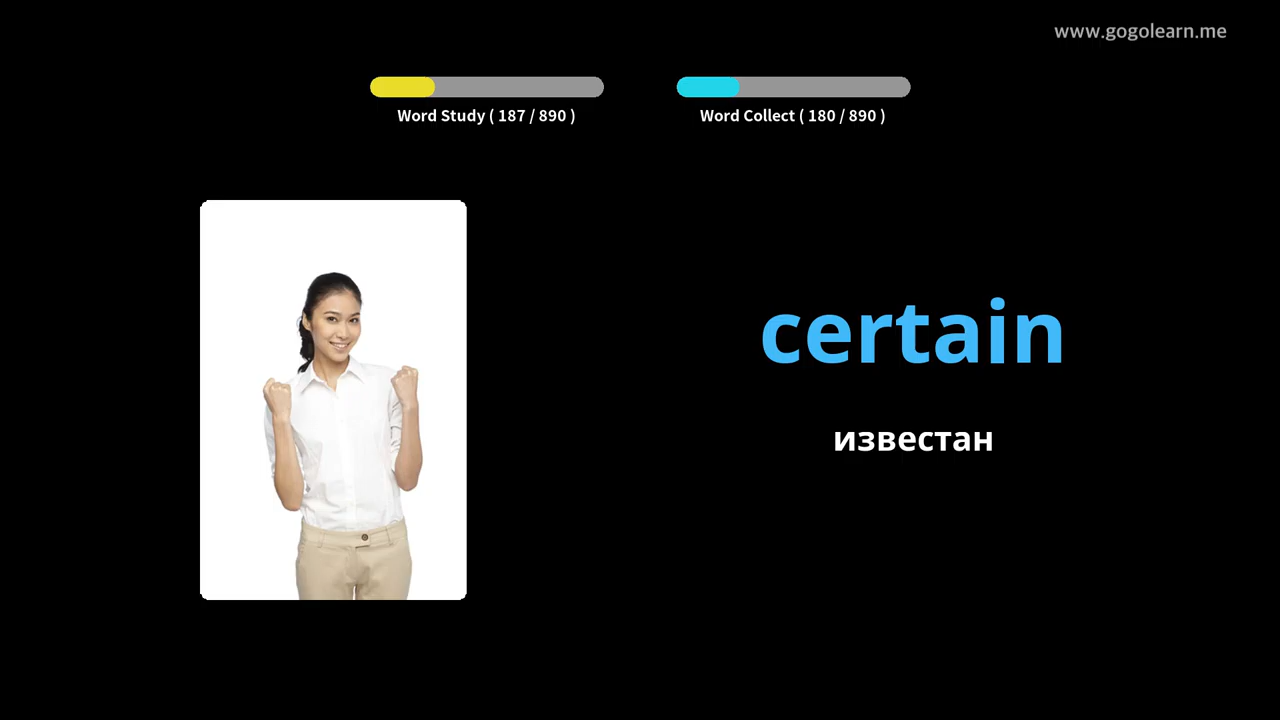 www.gogolearn.me
Word Study ( 187 / 890 )
Word Collect ( 180 / 890 )
certain
известан